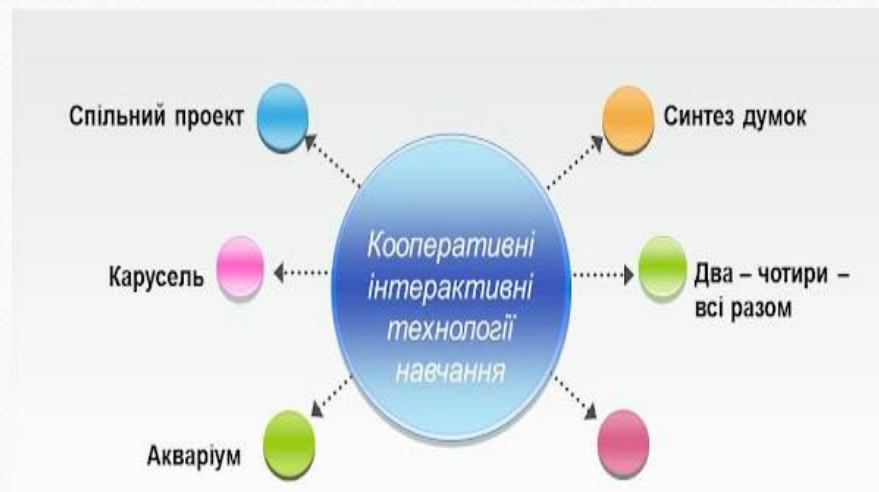 Спільний проект
Синтез думок
Кооперативні
інтерактивні
технології
навчання
Карусель
Два – чотири –
всі разом
Акваріум